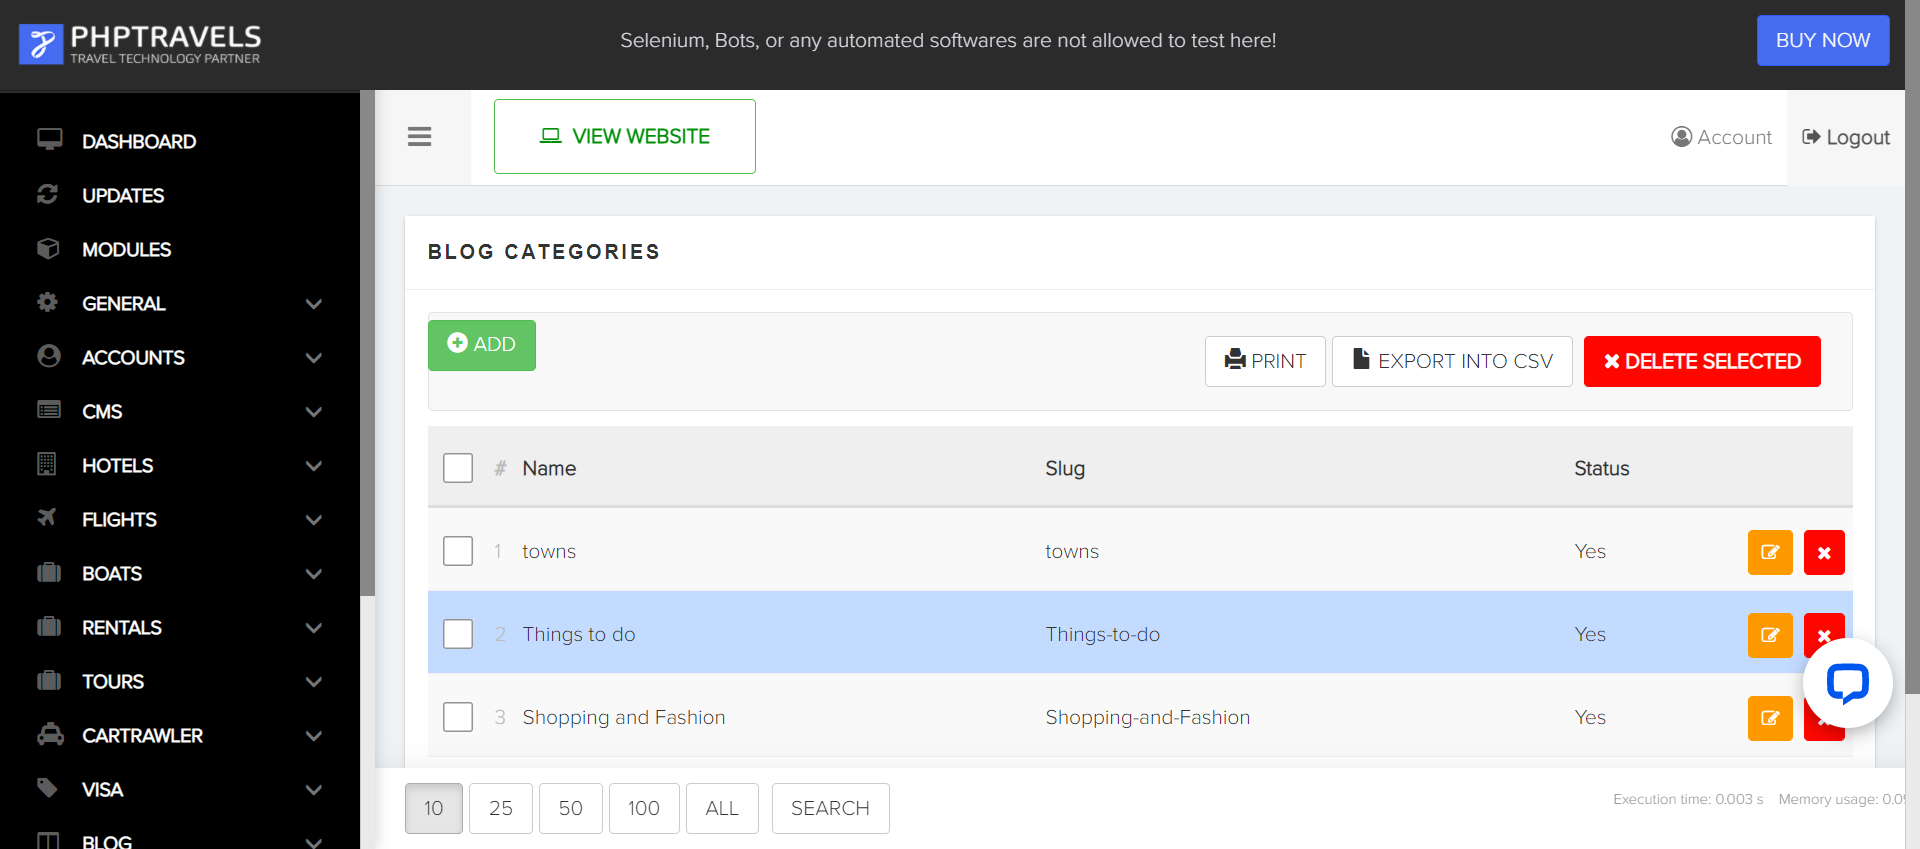 PHPTRAVELS
TRAVEL TECHNOLOGY PARTNER
Selenium, Bots, or any automated softwares are not allowed to test here!
BUY NOW
DASHBOARD
UPDATES
MODULES
GENERAL
ACCOUNTS
CMS
HOTELS
FLIGHTS
BOATS
RENTALS
TOURS
CARTRAWLER
VISA
BLOG
VIEW WEBSITE
Account
Logout
BLOG CATEGORIES
ADD
PRINT
EXPORT INTO CSV
DELETE SELECTED
# Name Slug Status
1 towns towns Yes
2 Things to do Things-to-do Yes
3 Shopping and Fashion Shopping-and-Fashion Yes
10 25 50 100 ALL SEARCH
Execution time: 0.003 s Memory usage: